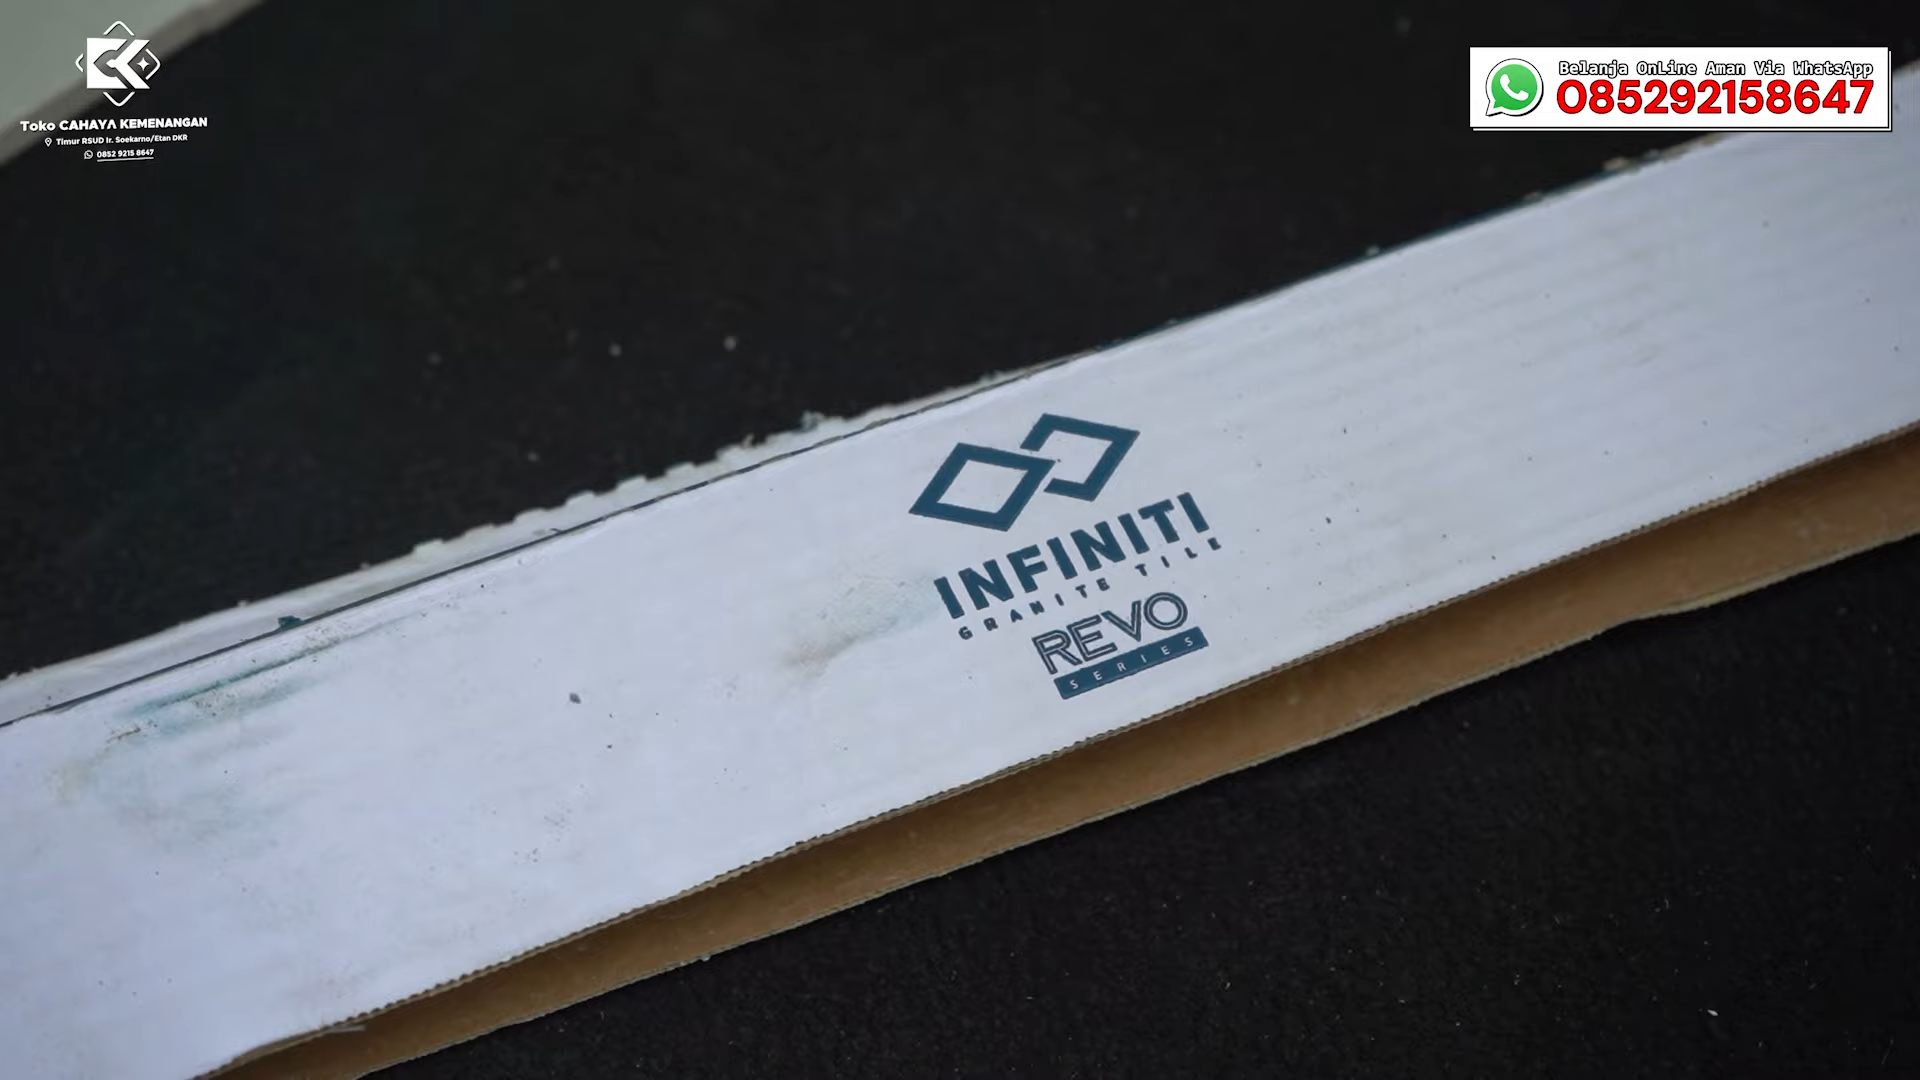 Toko CAHAYA KEMENANGAN
Timur RSUD Ir. Soekarno/Etan DKR
0852 9215 8647
Belanja OnLine Aman Via WhatsApp
085292158647
INFINITI
GRANITE TILE
REVO
SERIES